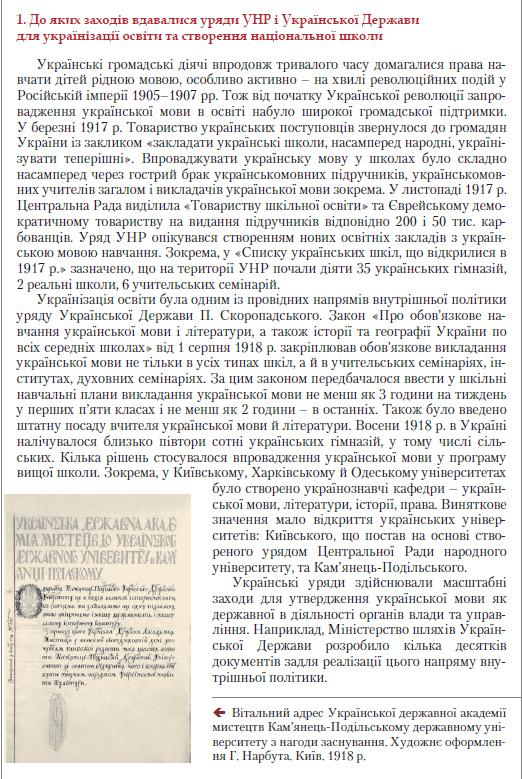 1. До яких заходів вдавалися уряди УНР і Української Держави
для українізації освіти та створення національної школи
Українські громадські діячі впродовж тривалого часу домагалися права на-
вчати дітей рідною мовою, особливо активно – на хвилі революційних подій у
Російській імперії 1905–1907 рр. Тож від початку Української революції запро-
вадження української мови в освіті набуло широкої громадської підтримки.
У березні 1917 р. Товариство українських поступовців звернулося до громадян
України із закликом «закладати українські школи, насамперед народні, україні-
зувати теперішні». Впроваджувати українську мову у школах було складно
насамперед через гострий брак українськомовних підручників, українськомов-
них учителів загалом і викладачів української мови зокрема. У листопаді 1917 р.
Центральна Рада виділила «Товариству шкільної освіти» та Єврейському демо-
кратичному товариству на видання підручників відповідно 200 і 50 тис. кар-
бованців. Уряд УНР опікувався створенням нових освітніх закладів з україн-
ською мовою навчання. Зокрема, у «Списку українських шкіл, що відкрилися в
1917 р.» зазначено, що на території УНР почали діяти 35 українських гімназій,
2 реальні школи, 6 учительських семінарій.
Українізація освіти була одним із провідних напрямів внутрішньої політики
уряду Української Держави П. Скоропадського. Закон «Про обов'язкове на-
вчання української мови і літератури, а також історії та географії України по
всіх середніх школах» від 1 серпня 1918 р. закріплював обов'язкове викладання
української мови не тільки в усіх типах шкіл, а й в учительських семінаріях, ін-
ститутах, духовних семінаріях. За цим законом передбачалося ввести у шкільні
навчальні плани викладання української мови не менш як 3 години на тиждень
у перших п'яти класах і не менш як 2 години – в останніх. Також було введено
штатну посаду вчителя української мови й літератури. Восени 1918 р. в Україні
налічувалося близько півтори сотні українських гімназій, у тому числі сіль-
ських. Кілька рішень стосувалося впровадження української мови у програму
вищої школи. Зокрема, у Київському, Харківському й Одеському університетах
було створено українознавчі кафедри – україн-
ської мови, літератури, історії, права. Виняткове
значення мало відкриття українських універ-
ситетів: Київського, що постав на основі ство-
реного урядом Центральної Ради народного
університету, та Кам'янець-Подільського.
Українські уряди здійснювали масштабні
заходи для утвердження української мови як
державної в діяльності органів влади та управ-
ління. Наприклад, Міністерство шляхів Україн-
ської Держави розробило кілька десятків
документів задля реалізації цього напряму вну-
трішньої політики.
← Вітальний адрес Української державної академії
мистецтв Кам'янець-Подільському державному уні-
верситету з нагоди заснування. Художнє оформлен-
ня Г. Нарбута. Київ. 1918 р.